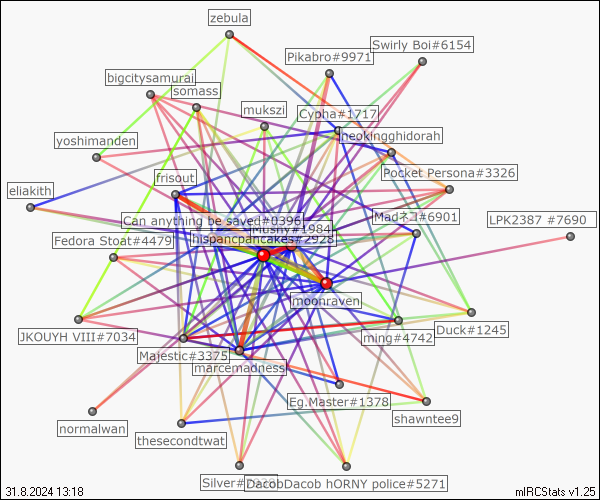 zebula
Swirly Boi#6154
Pikabro#9971
bigcitysamurai
somass
mukszi
Cypha#1717
neokingghidorah
yoshimanden
frisout
Pocket Persona#3326
eliakith
Can anything be saved#0396
Madネコ#6901
LPK2387 #7690
Mushy#1984
Fedora Stoat#4479
hispancpancakes#2928
moonraven
JKOUYH VIII#7034
ming#4742
Duck#1245
Majestic#3375
marcemadness
Eg.Master#1378
normalwan
shawntee9
thesecondtwat
Silver#
DacobDacob hORNY police#5271
31.8.2024 13:18
mIRCStats v1.25